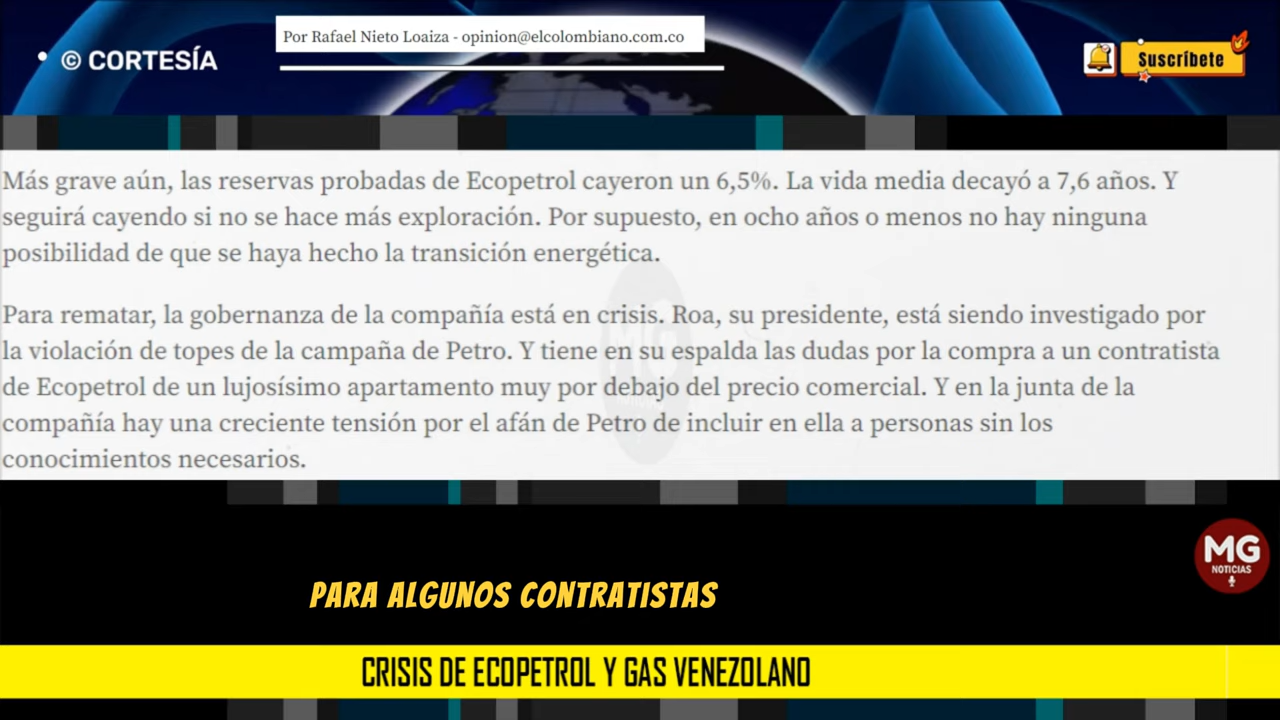 © CORTESÍA
Por Rafael Nieto Loaiza - opinion@elcolombiano.com.co
Suscríbete
Más grave aún, las reservas probadas de Ecopetrol cayeron un 6,5%. La vida media decayó a 7,6 años. Y
seguirá cayendo si no se hace más exploración. Por supuesto, en ocho años o menos no hay ninguna
posibilidad de que se haya hecho la transición energética.
Para rematar, la gobernanza de la compañía está en crisis. Roa, su presidente, está siendo investigado por
la violación de topes de la campaña de Petro. Y tiene en su espalda las dudas por la compra a un contratista
de Ecopetrol de un lujosísimo apartamento muy por debajo del precio comercial. Y en la junta de la
compañía hay una creciente tensión por el afán de Petro de incluir en ella a personas sin los
conocimientos necesarios.
MG
NOTICIAS
PARA ALGUNOS CONTRATISTAS
CRISIS DE ECOPETROL Y GAS VENEZOLANO